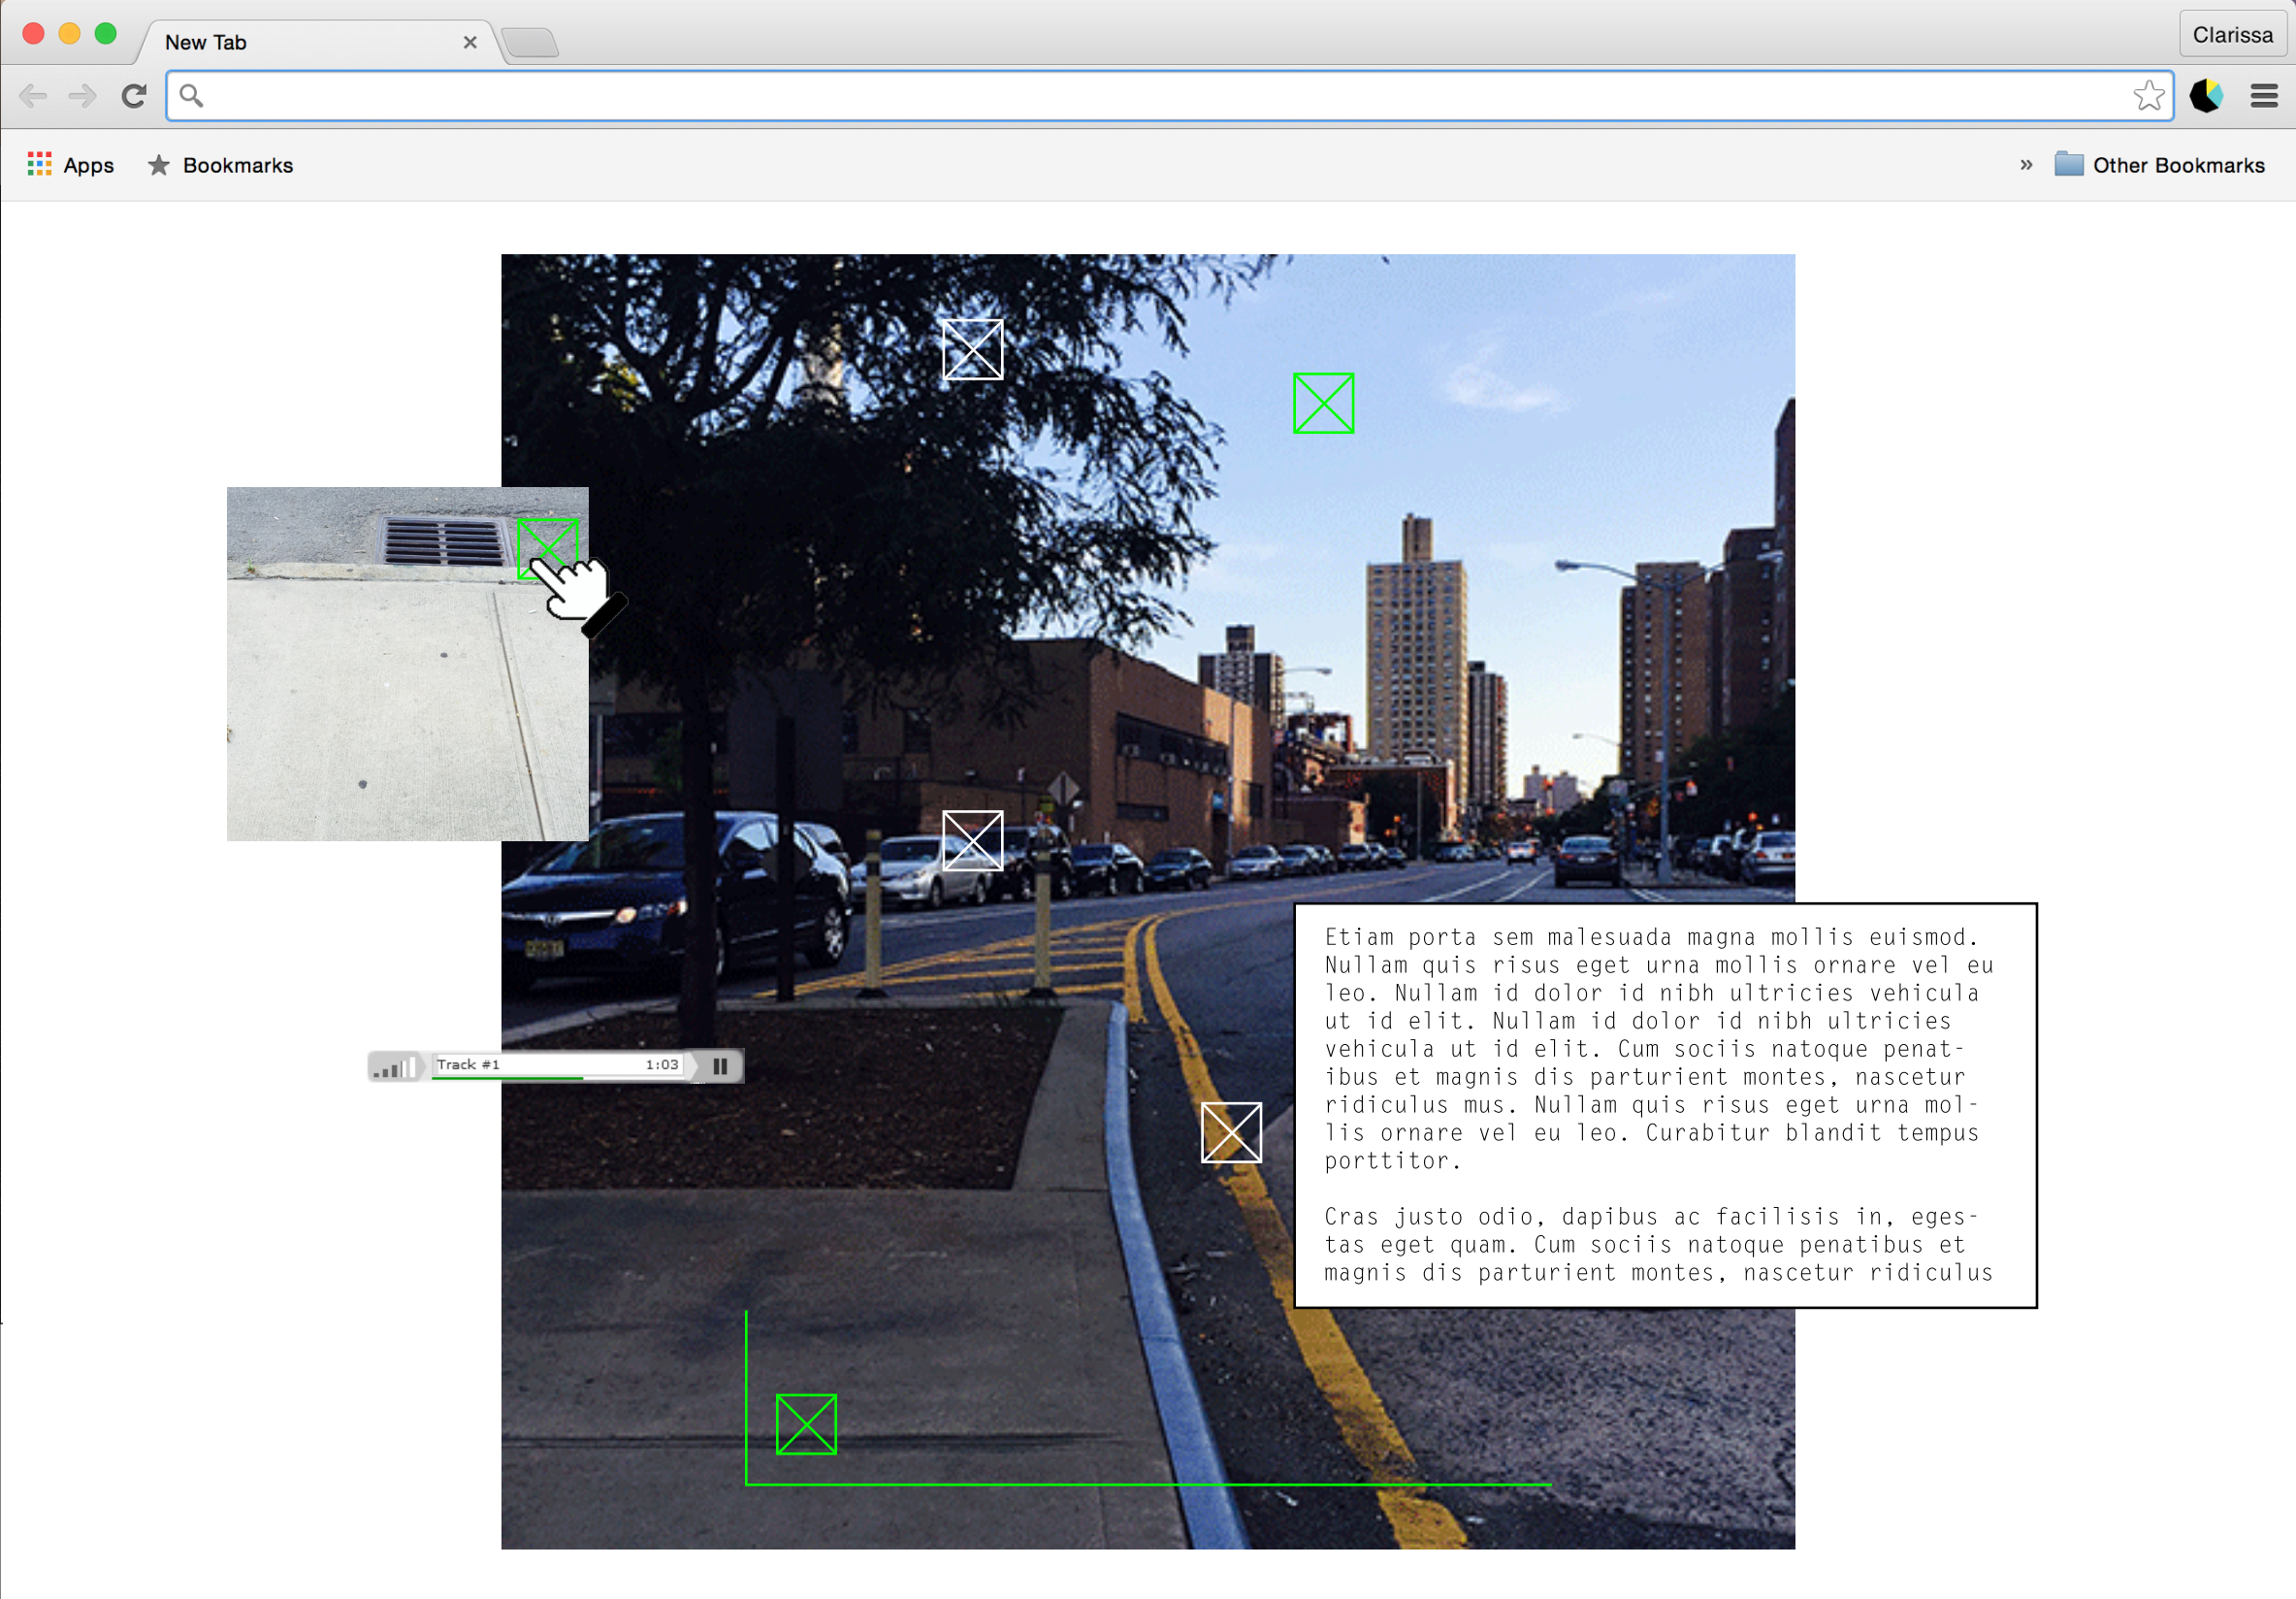 New Tab
Clarissa
Apps
Bookmarks
» Other Bookmarks
Track #1 1:03
Etiam porta sem malesuada magna mollis euismod.
Nullam quis risus eget urna mollis ornare vel eu
leo. Nullam id dolor id nibh ultricies vehicula
ut id elit. Nullam id dolor id nibh ultricies
vehicula ut id elit. Cum sociis natoque penat-
ibus et magnis dis parturient montes, nascetur
ridiculus mus. Nullam quis risus eget urna mol-
lis ornare vel eu leo. Curabitur blandit tempus
porttitor.
Cras justo odio, dapibus ac facilisis in, eges-
tas eget quam. Cum sociis natoque penatibus et
magnis dis parturient montes, nascetur ridiculus